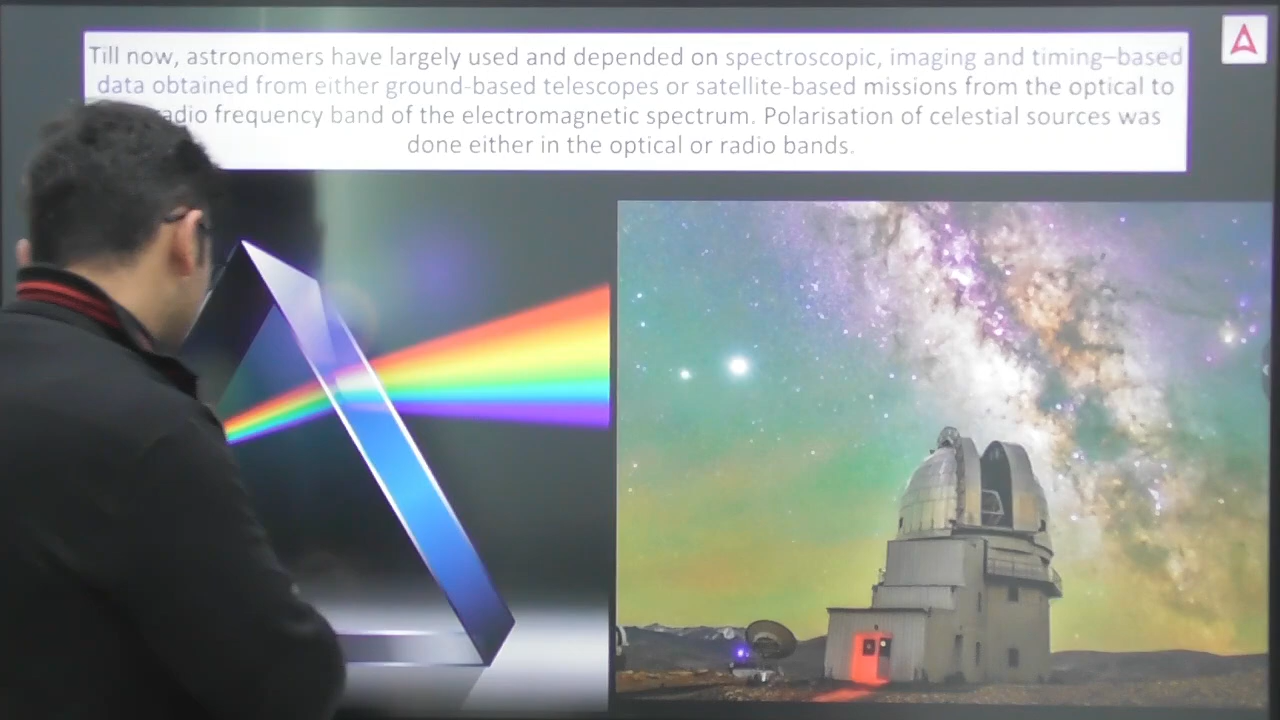 Till now, astronomers have largely used and depended on spectroscopic, imaging and timing–based
data obtained from either ground-based telescopes or satellite-based missions from the optical to
frequency band of the electromagnetic spectrum. Polarisation of celestial sources was
done either in the optical or radio bands.